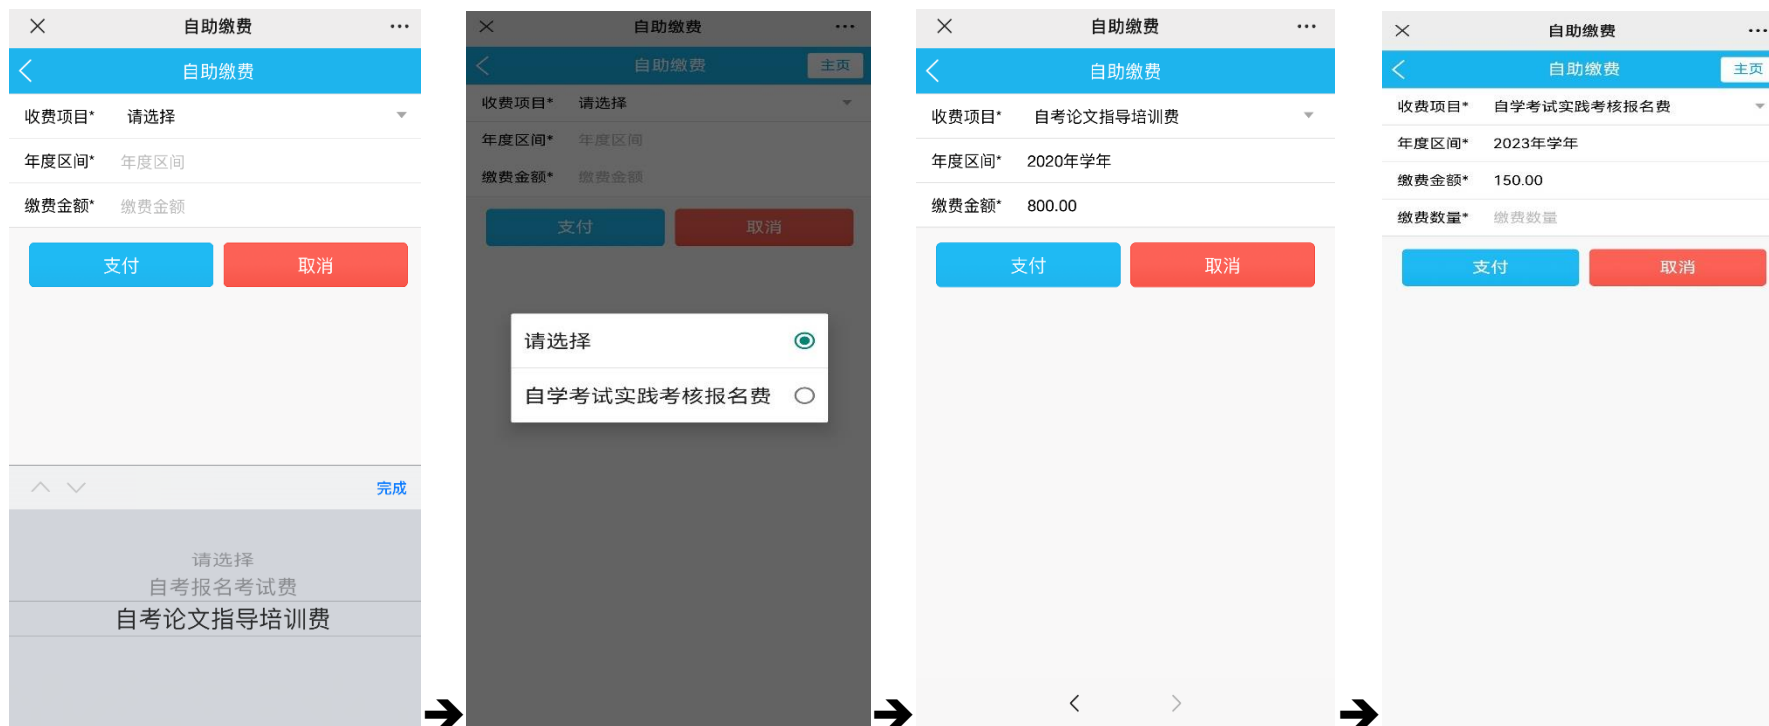 自助缴费
自助缴费
收费项目* 请选择
年度区间* 年度区间
缴费金额* 缴费金额
支付 取消
完成
请选择
自考报名考试费
自考论文指导培训费
自助缴费
自助缴费 主页
收费项目* 请选择
年度区间* 年度区间
缴费金额* 缴费金额
支付 取消
请选择
自学考试实践考核报名费
自助缴费
自助缴费
收费项目* 自考论文指导培训费
年度区间* 2020年学年
缴费金额* 800.00
支付 取消
自助缴费
自助缴费 主页
收费项目* 自学考试实践考核报名费
年度区间* 2023年学年
缴费金额* 150.00
缴费数量* 缴费数量
支付 取消